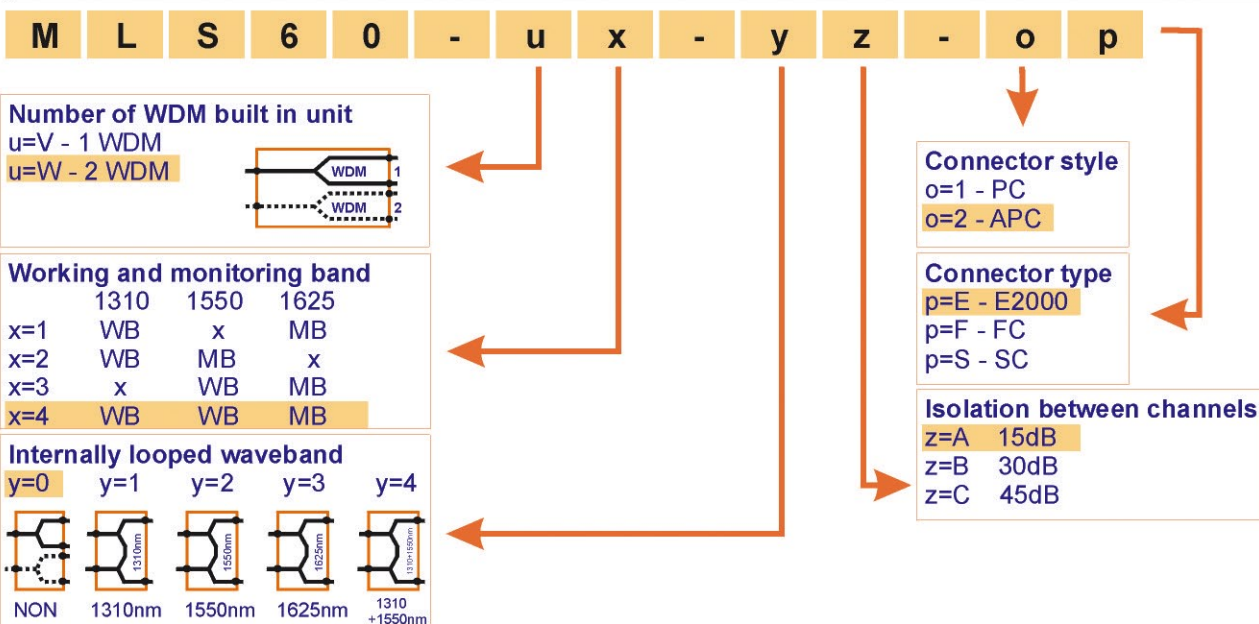 M L S 6 0 - u x - y z - o p
Number of WDM built in unit
u=V - 1 WDM
u=W - 2 WDM
WDM 1
WDM 2
Working and monitoring band
1310 1550 1625
x=1 WB x MB
x=2 WB MB x
x=3 x WB MB
x=4 WB WB MB
Internally looped waveband
y=0 y=1 y=2 y=3 y=4
1310nm 1550nm 1625nm 1310+1550nm
NON 1310nm 1550nm 1625nm 1310
+1550nm
Connector style
o=1 - PC
o=2 - APC
Connector type
p=E - E2000
p=F - FC
p=S - SC
Isolation between channels
z=A 15dB
z=B 30dB
z=C 45dB